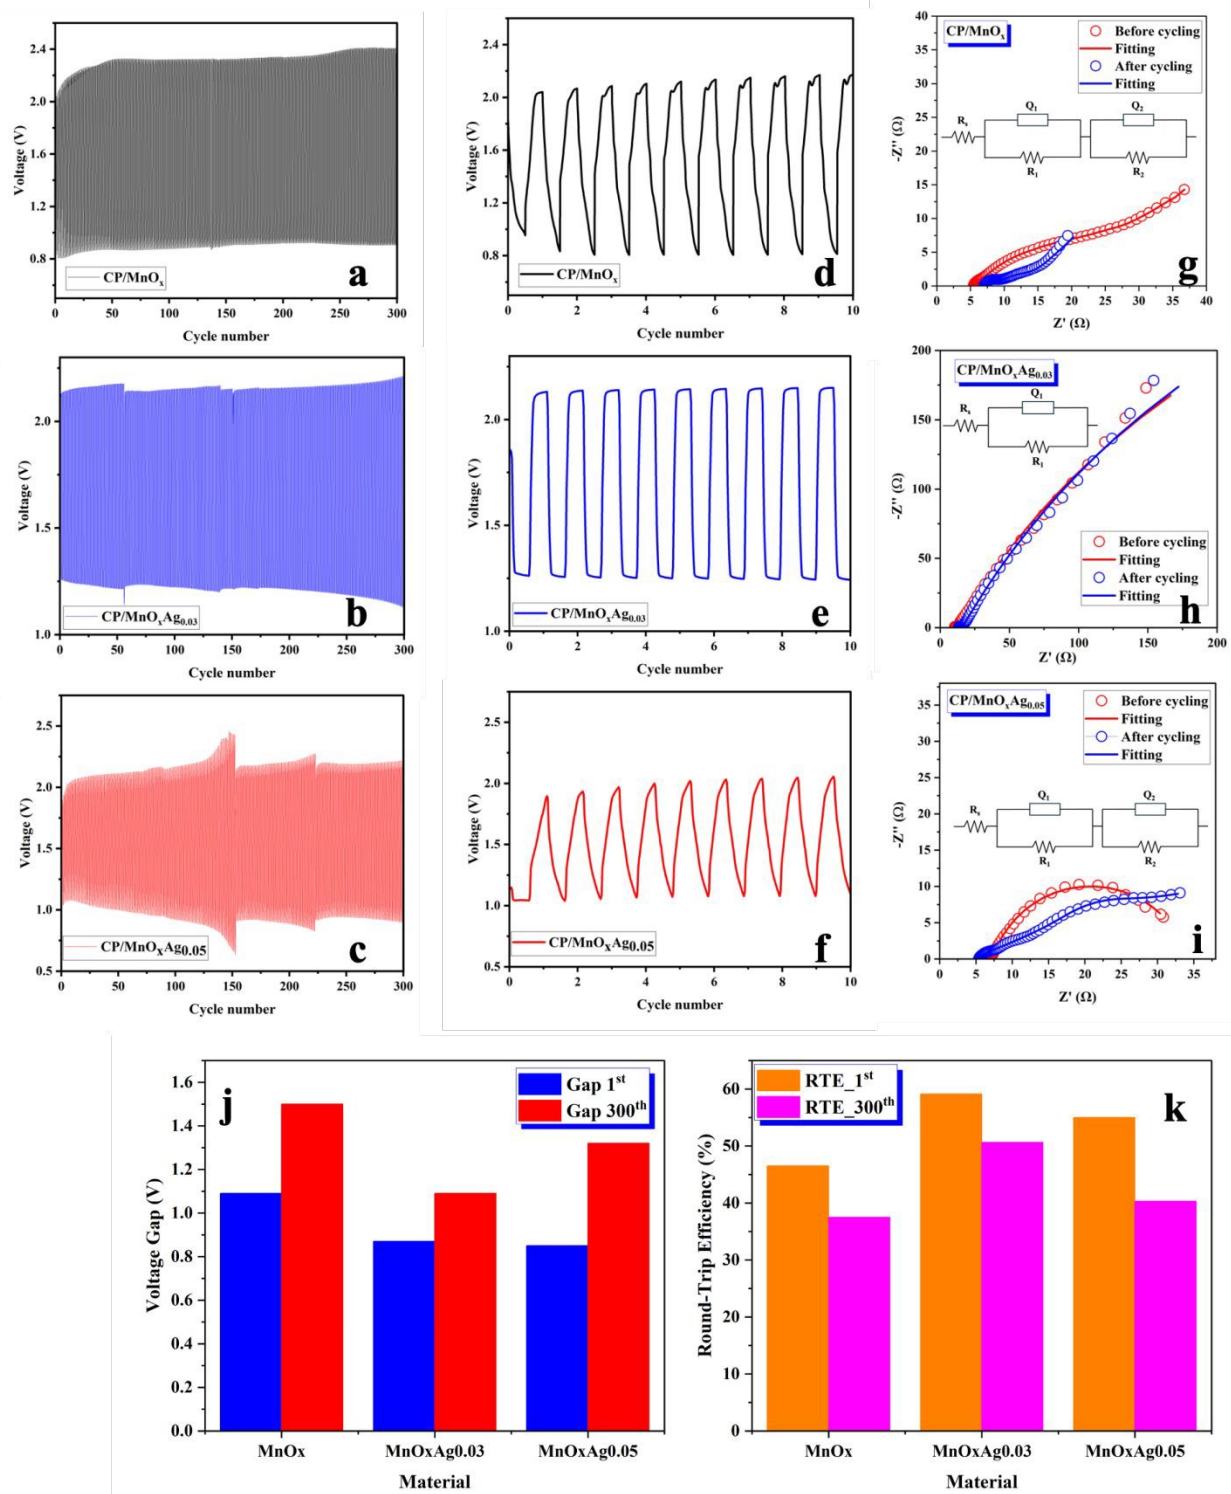 2.4
2.0
1.6
1.2
0.8
Voltage (V)
CP/MnOₓ
a
0 50 100 150 200 250 300
Cycle number
2.4
2.0
1.6
1.2
0.8
Voltage (V)
CP/MnOₓ
d
0 2 4 6 8 10
Cycle number
CP/MnOₓ
Before cycling
Fitting
After cycling
Fitting
Rₛ Q₁ R₁ Q₂ R₂
40
35
30
25
20
15
10
5
0
-Z'' (Ω)
g
0 5 10 15 20 25 30 35 40
Z' (Ω)
2.0
1.5
1.0
Voltage (V)
CP/MnOₓAg₀.₀₃
b
0 50 100 150 200 250 300
Cycle number
2.0
1.5
1.0
Voltage (V)
CP/MnOₓAg₀.₀₃
e
0 2 4 6 8 10
Cycle number
CP/MnOₓAg₀.₀₃
Rₛ Q₁ R₁
Before cycling
Fitting
After cycling
Fitting
200
150
100
50
0
-Z'' (Ω)
h
0 50 100 150 200
Z' (Ω)
2.5
2.0
1.5
1.0
0.5
Voltage (V)
CP/MnOₓAg₀.₀₅
c
0 50 100 150 200 250 300
Cycle number
2.5
2.0
1.5
1.0
0.5
Voltage (V)
CP/MnOₓAg₀.₀₅
f
0 2 4 6 8 10
Cycle number
CP/MnOₓAg₀.₀₅
Before cycling
Fitting
After cycling
Fitting
Rₛ Q₁ R₁ Q₂ R₂
35
30
25
20
15
10
5
0
-Z'' (Ω)
i
0 5 10 15 20 25 30 35
Z' (Ω)
j
Gap 1ˢᵗ
Gap 300ᵗʰ
1.6
1.4
1.2
1.0
0.8
0.6
0.4
0.2
0.0
Voltage Gap (V)
MnOx MnOxAg0.03 MnOxAg0.05
Material
RTE_1ˢᵗ
RTE_300ᵗʰ
k
60
50
40
30
20
10
0
Round-Trip Efficiency (%)
MnOx MnOxAg0.03 MnOxAg0.05
Material